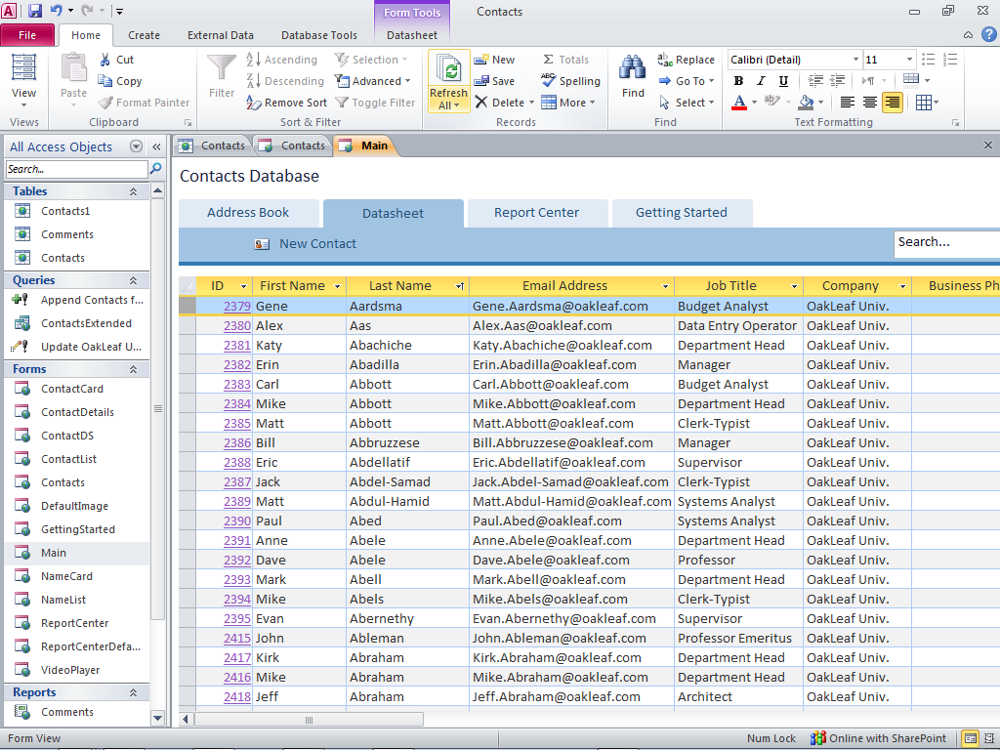 Form Tools
Contacts
File
Home
Create
External Data
Database Tools
Datasheet
View
Views
Paste
Cut
Copy
Format Painter
Clipboard
Filter
Ascending
Descending
Remove Sort
Selection
Advanced
Toggle Filter
Sort & Filter
Refresh All
New
Save
Delete
Totals
Spelling
More
Records
Find
Replace
Go To
Select
Find
Calibri (Detail)
11
B I U
Text Formatting
All Access Objects
Search...
Tables
Contacts1
Comments
Contacts
Queries
Append Contacts f...
ContactsExtended
Update OakLeaf U...
Forms
ContactCard
ContactDetails
ContactDS
ContactList
Contacts
DefaultImage
GettingStarted
Main
NameCard
NameList
ReportCenter
ReportCenterDefa...
VideoPlayer
Reports
Comments
Contacts
Contacts
Main
Contacts Database
Address Book
Datasheet
Report Center
Getting Started
New Contact
Search...
ID First Name Last Name Email Address Job Title Company Business Ph
2379 Gene Aardsma Gene.Aardsma@oakleaf.com Budget Analyst OakLeaf Univ.
2380 Alex Aas Alex.Aas@oakleaf.com Data Entry Operator OakLeaf Univ.
2381 Katy Abachiche Katy.Abachiche@oakleaf.com Department Head OakLeaf Univ.
2382 Erin Abadilla Erin.Abadilla@oakleaf.com Manager OakLeaf Univ.
2383 Carl Abbott Carl.Abbott@oakleaf.com Budget Analyst OakLeaf Univ.
2384 Mike Abbott Mike.Abbott@oakleaf.com Department Head OakLeaf Univ.
2385 Matt Abbott Matt.Abbott@oakleaf.com Clerk-Typist OakLeaf Univ.
2386 Bill Abbruzzese Bill.Abbruzzese@oakleaf.com Manager OakLeaf Univ.
2388 Eric Abdellatif Eric.Abdellatif@oakleaf.com Supervisor OakLeaf Univ.
2387 Jack Abdel-Samad Jack.Abdel-Samad@oakleaf.com Clerk-Typist OakLeaf Univ.
2389 Matt Abdul-Hamid Matt.Abdul-Hamid@oakleaf.com Systems Analyst OakLeaf Univ.
2390 Paul Abed Paul.Abed@oakleaf.com Systems Analyst OakLeaf Univ.
2391 Anne Abele Anne.Abele@oakleaf.com Department Head OakLeaf Univ.
2392 Dave Abele Dave.Abele@oakleaf.com Professor OakLeaf Univ.
2393 Mark Abell Mark.Abell@oakleaf.com Department Head OakLeaf Univ.
2394 Mike Abels Mike.Abels@oakleaf.com Clerk-Typist OakLeaf Univ.
2395 Evan Abernethy Evan.Abernethy@oakleaf.com Supervisor OakLeaf Univ.
2415 John Ableman John.Ableman@oakleaf.com Professor Emeritus OakLeaf Univ.
2417 Kirk Abraham Kirk.Abraham@oakleaf.com Department Head OakLeaf Univ.
2416 Mike Abraham Mike.Abraham@oakleaf.com Department Head OakLeaf Univ.
2418 Jeff Abraham Jeff.Abraham@oakleaf.com Architect OakLeaf Univ.
Form View
Num Lock
Online with SharePoint